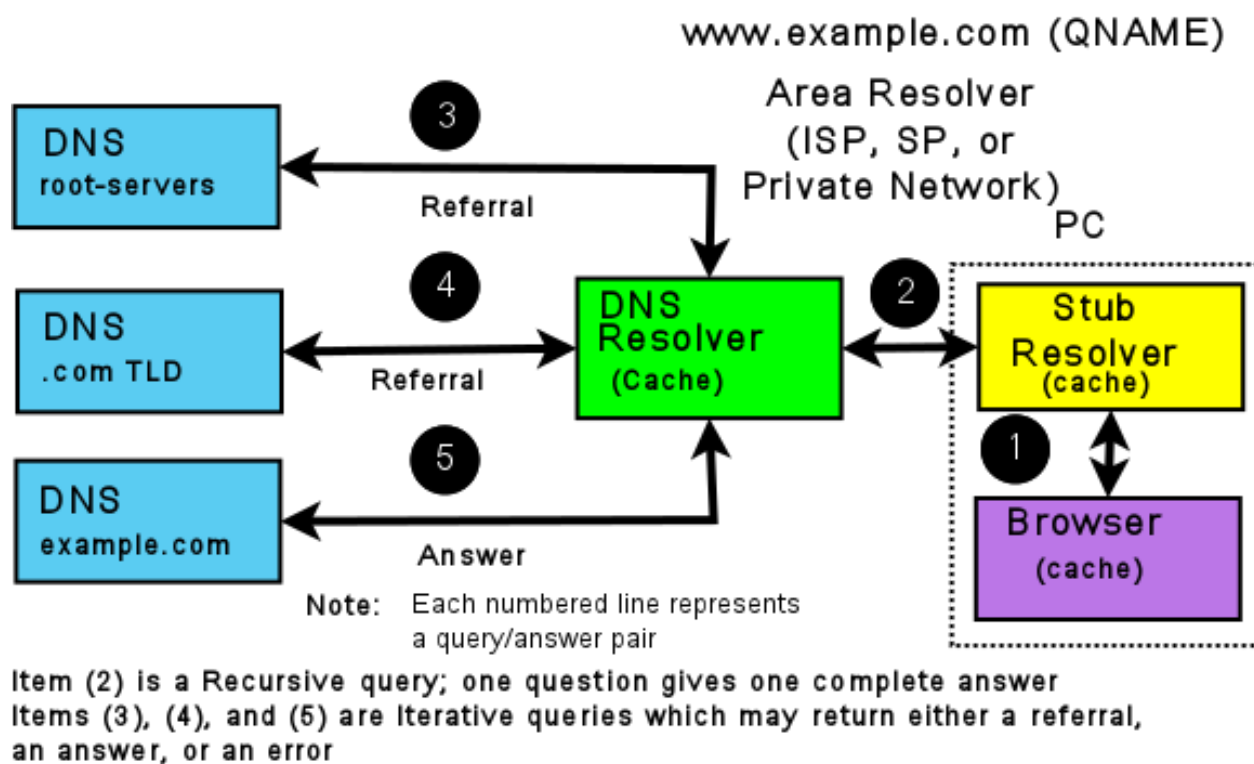 www.example.com (QNAME)
Area Resolver
(ISP, SP, or
Private Network)
PC
3
DNS
root-servers
Referral
4
DNS
.com TLD
Referral
DNS
Resolver
(Cache)
2
Stub
Resolver
(cache)
1
Browser
(cache)
5
DNS
example.com
Answer
Note: Each numbered line represents
a query/answer pair
Item (2) is a Recursive query; one question gives one complete answer
Items (3), (4), and (5) are Iterative queries which may return either a referral,
an answer, or an error